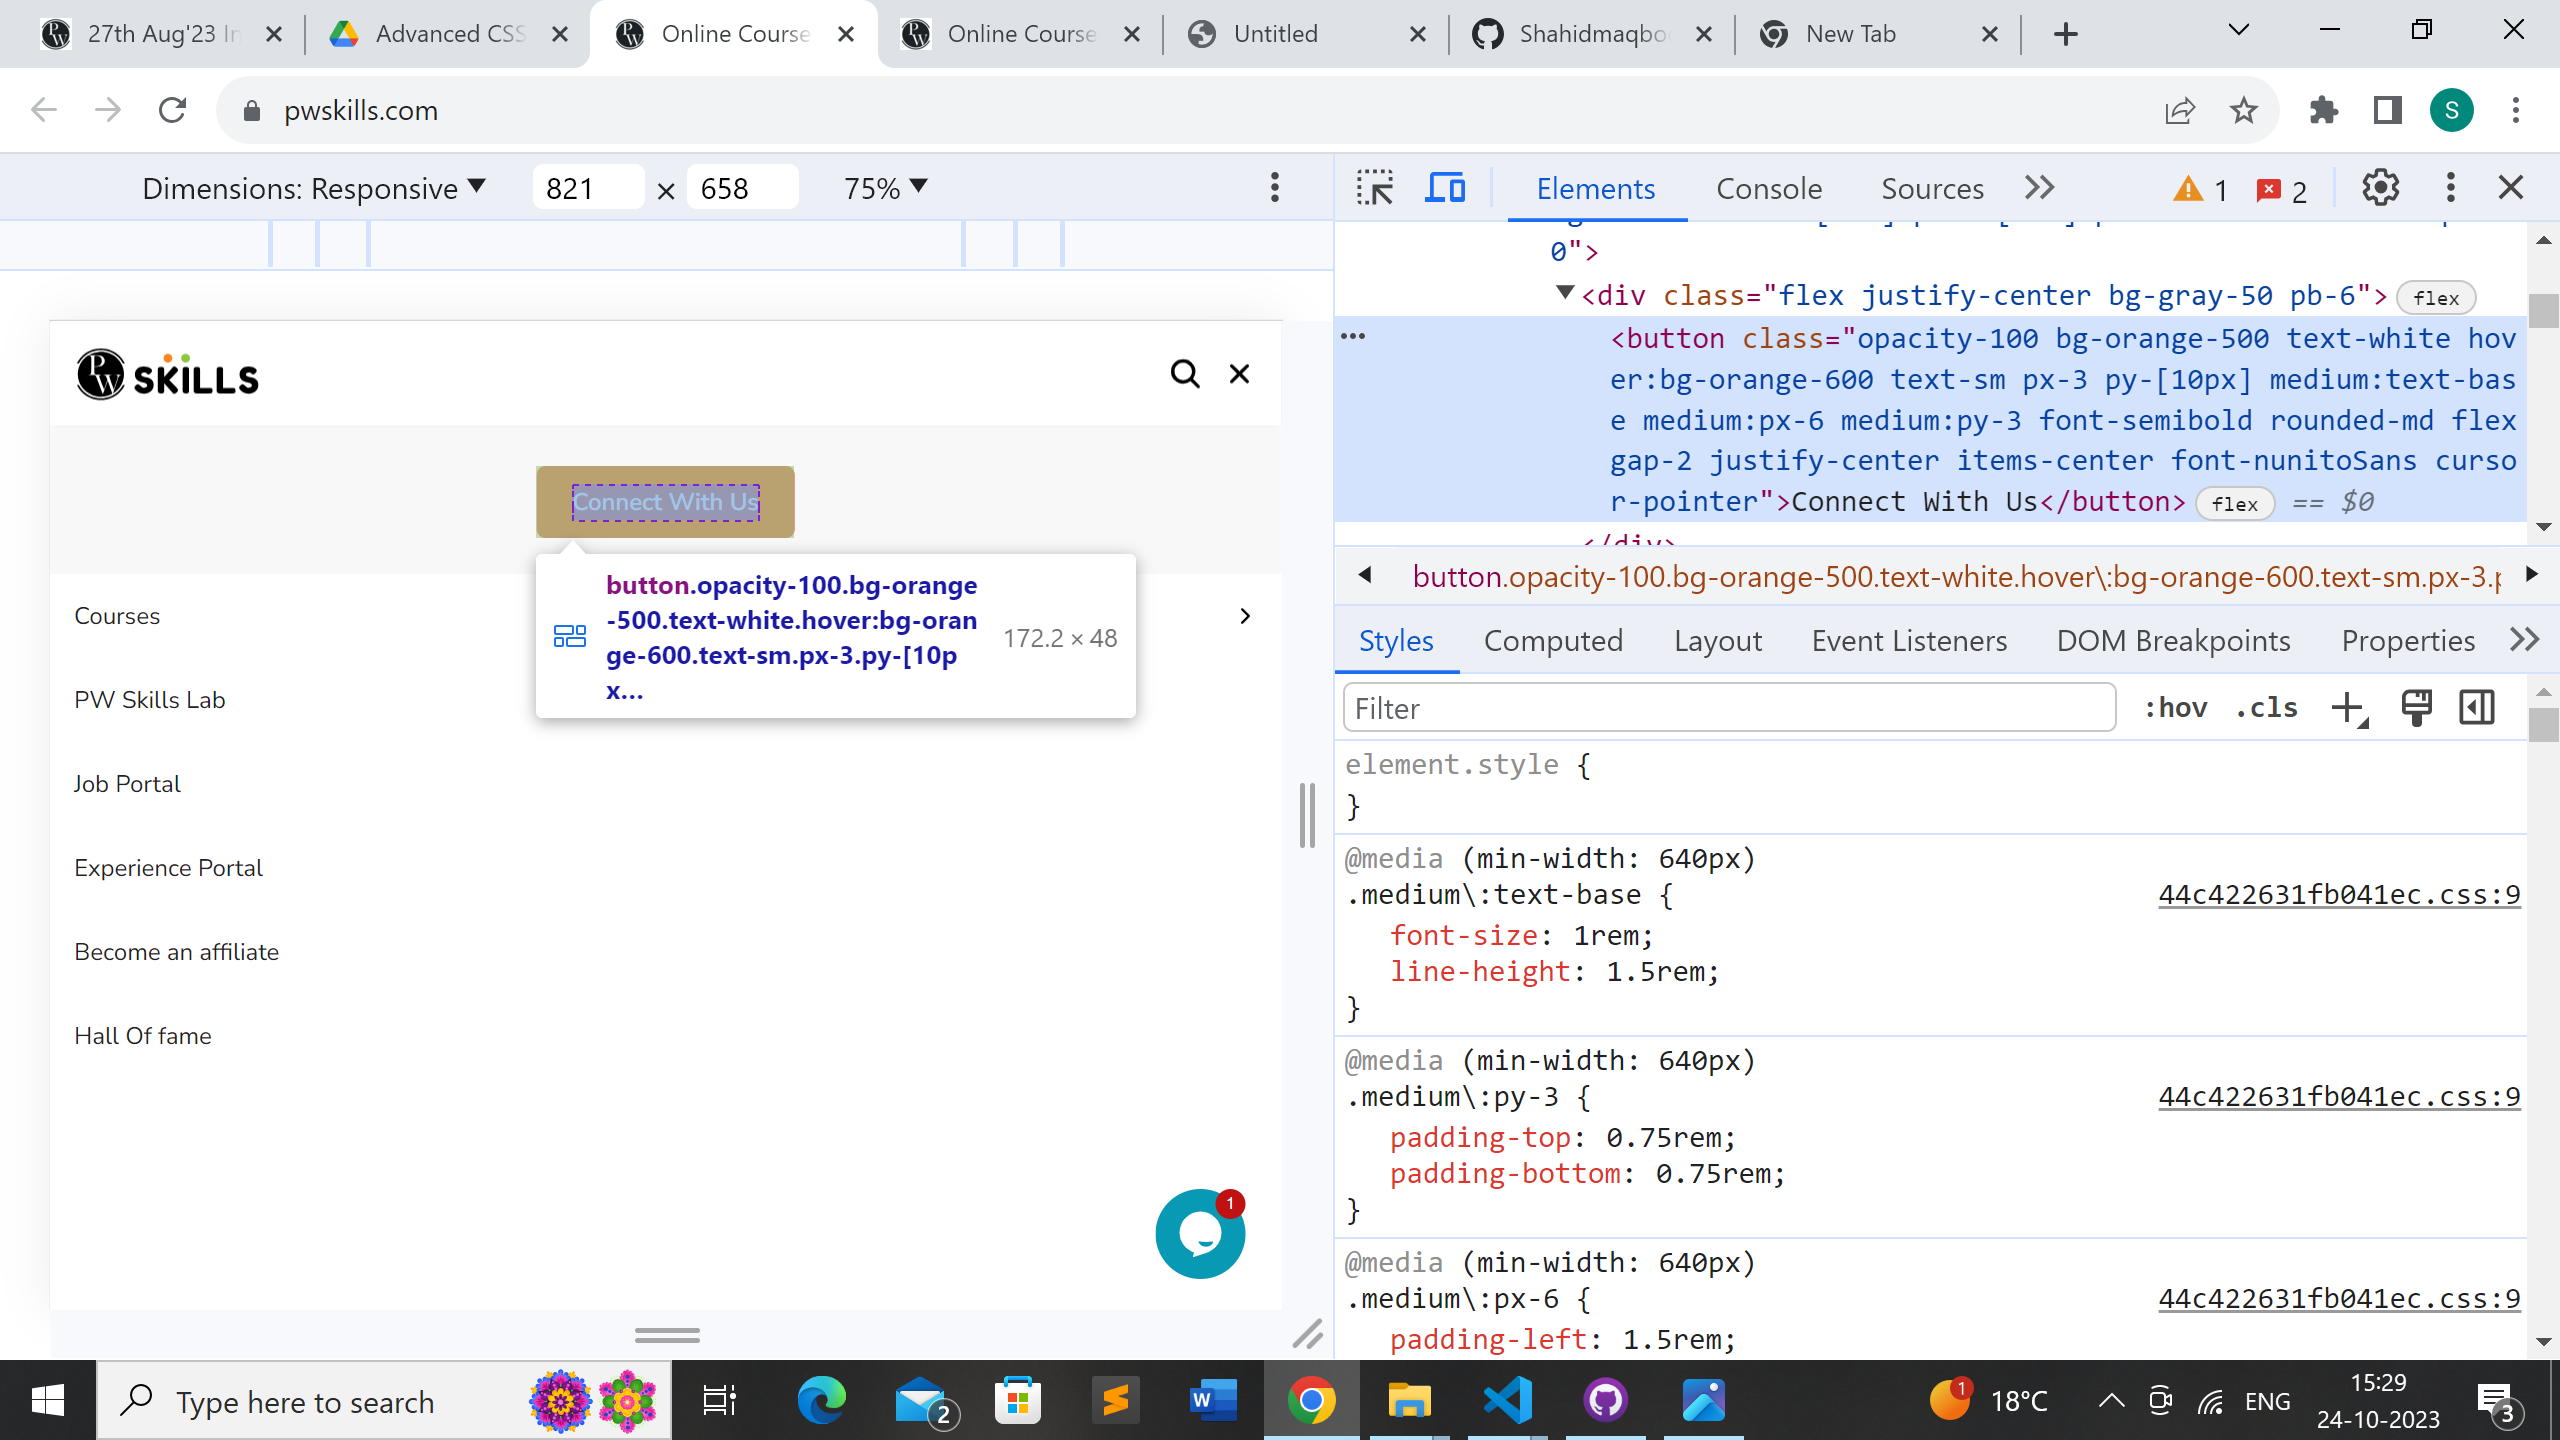 27th Aug'23 In
Advanced CSS
Online Course
Online Course
Untitled
Shahidmaqboo
New Tab
pwskills.com
S
Dimensions: Responsive
821 × 658
75%
Elements
Console
Sources
1
2
0">
<div class="flex justify-center bg-gray-50 pb-6"> flex
<button class="opacity-100 bg-orange-500 text-white hov
er:bg-orange-600 text-sm px-3 py-[10px] medium:text-bas
e medium:px-6 medium:py-3 font-semibold rounded-md flex
gap-2 justify-center items-center font-nunitoSans curso
r-pointer">Connect With Us</button> flex == $0
</div>
button.opacity-100.bg-orange-500.text-white.hover\:bg-orange-600.text-sm.px-3.p
Styles
Computed
Layout
Event Listeners
DOM Breakpoints
Properties
Filter
:hov
.cls
element.style {
}
@media (min-width: 640px)
.medium\:text-base {
44c422631fb041ec.css:9
font-size: 1rem;
line-height: 1.5rem;
}
@media (min-width: 640px)
.medium\:py-3 {
44c422631fb041ec.css:9
padding-top: 0.75rem;
padding-bottom: 0.75rem;
}
@media (min-width: 640px)
.medium\:px-6 {
44c422631fb041ec.css:9
padding-left: 1.5rem;
PW SKILLS
Connect With Us
button.opacity-100.bg-orange
-500.text-white.hover:bg-oran
ge-600.text-sm.px-3.py-[10p
x...
172.2 × 48
Courses
PW Skills Lab
Job Portal
Experience Portal
Become an affiliate
Hall Of fame
1
Type here to search
2
1
18°C
ENG
15:29
24-10-2023
3